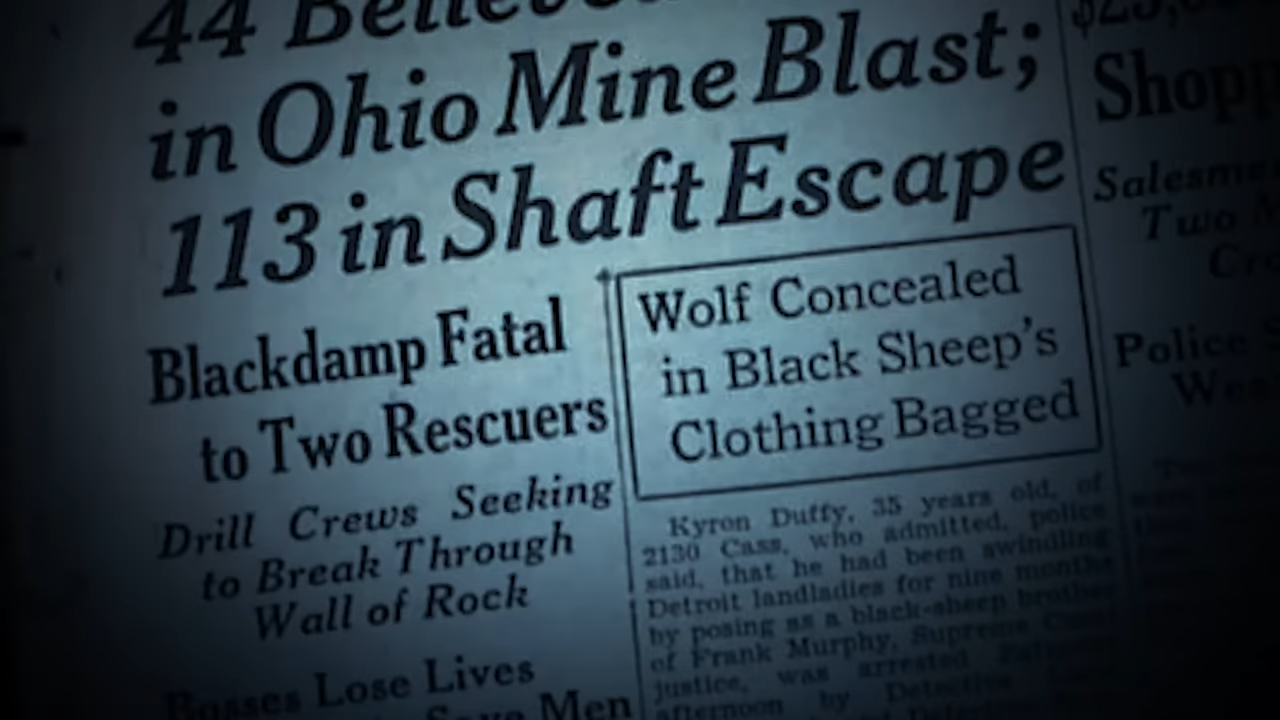 44 Believed
in Ohio Mine Blast;
113 in Shaft Escape
Blackdamp Fatal
to Two Rescuers
Drill Crews Seeking
to Break Through
Wall of Rock
Bosses Lose Lives
Save Men
Wolf Concealed
in Black Sheep's
Clothing Bagged
Kyron Duffy, 35 years old, of
2130 Cass, who admitted, police
said, that he had been swindling
Detroit landladies for nine months
by posing as a black-sheep brother
of Frank Murphy, Supreme Court
justice, was arrested
afternoon by Detective
Shopp
Salesme
Two
Police